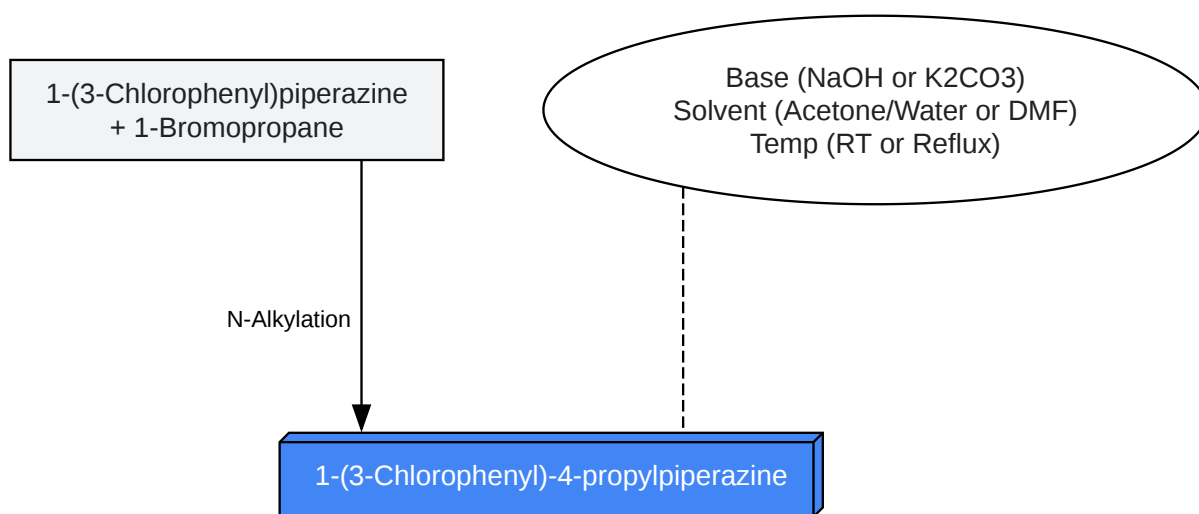 1-(3-Chlorophenyl)piperazine
+ 1-Bromopropane
Base (NaOH or K2CO3)
Solvent (Acetone/Water or DMF)
Temp (RT or Reflux)
N-Alkylation
1-(3-Chlorophenyl)-4-propylpiperazine